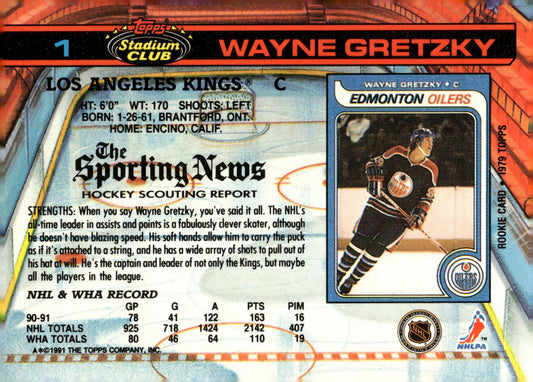 1
Topps
Stadium
CLUB
WAYNE GRETZKY
LOS ANGELES KINGS® C
HT: 6'0" WT: 170 SHOOTS: LEFT
BORN: 1-26-61, BRANTFORD, ONT.
HOME: ENCINO, CALIF.
The
Sporting News
HOCKEY SCOUTING REPORT
STRENGTHS: When you say Wayne Gretzky, you've said it all. The NHL's
all-time leader in assists and points is a fabulously clever skater, although
he doesn't have blazing speed. His soft hands allow him to carry the puck
as if it's attached to a string, and he has a wide array of shots to pull out of
his hat at will. He's the captain and leader of not only the Kings, but maybe
all the players in the league.
NHL & WHA RECORD
GP G A PTS PIM
90-91 78 41 122 163 16
NHL TOTALS 925 718 1424 2142 407
WHA TOTALS 80 46 64 110 19
A*©1991 THE TOPPS COMPANY, INC.
WAYNE GRETZKY • C
EDMONTON OILERS
OILERS
ROOKIE CARD • 1979 TOPPS
NHL
NHLPA